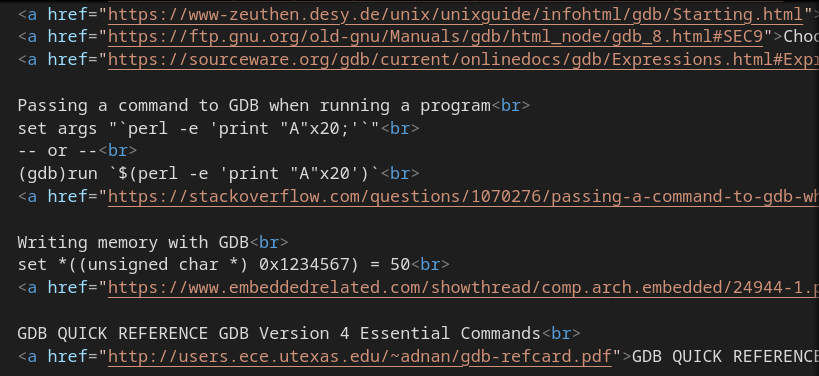 <a href="https://www-zeuthen.desy.de/unix/unixguide/infohtml/gdb/Starting.html">
<a href="https://ftp.gnu.org/old-gnu/Manuals/gdb/html_node/gdb_8.html#SEC9">Choo
<a href="https://sourceware.org/gdb/current/onlinedocs/gdb/Expressions.html#Expr
Passing a command to GDB when running a program<br>
set args "`perl -e 'print "A"x20;'`"<br>
-- or --<br>
(gdb)run `$(perl -e 'print "A"x20')`<br>
<a href="https://stackoverflow.com/questions/1070276/passing-a-command-to-gdb-wh
Writing memory with GDB<br>
set *((unsigned char *) 0x1234567) = 50<br>
<a href="https://www.embeddedrelated.com/showthread/comp.arch.embedded/24944-1.p
GDB QUICK REFERENCE GDB Version 4 Essential Commands<br>
<a href="http://users.ece.utexas.edu/~adnan/gdb-refcard.pdf">GDB QUICK REFERENCE